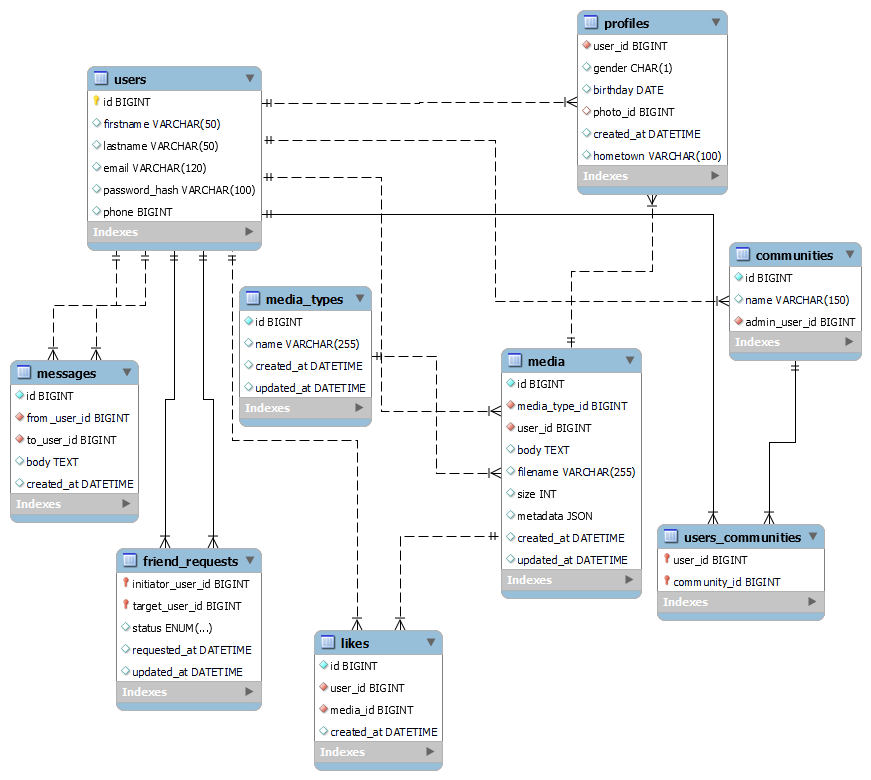 profiles
user_id BIGINT
gender CHAR(1)
birthday DATE
photo_id BIGINT
created_at DATETIME
hometown VARCHAR(100)
Indexes
users
id BIGINT
firstname VARCHAR(50)
lastname VARCHAR(50)
email VARCHAR(120)
password_hash VARCHAR(100)
phone BIGINT
Indexes
communities
id BIGINT
name VARCHAR(150)
admin_user_id BIGINT
Indexes
media_types
id BIGINT
name VARCHAR(255)
created_at DATETIME
updated_at DATETIME
Indexes
media
id BIGINT
media_type_id BIGINT
user_id BIGINT
body TEXT
filename VARCHAR(255)
size INT
metadata JSON
created_at DATETIME
updated_at DATETIME
Indexes
messages
id BIGINT
from_user_id BIGINT
to_user_id BIGINT
body TEXT
created_at DATETIME
Indexes
users_communities
user_id BIGINT
community_id BIGINT
Indexes
friend_requests
initiator_user_id BIGINT
target_user_id BIGINT
status ENUM(...)
requested_at DATETIME
updated_at DATETIME
Indexes
likes
id BIGINT
user_id BIGINT
media_id BIGINT
created_at DATETIME
Indexes